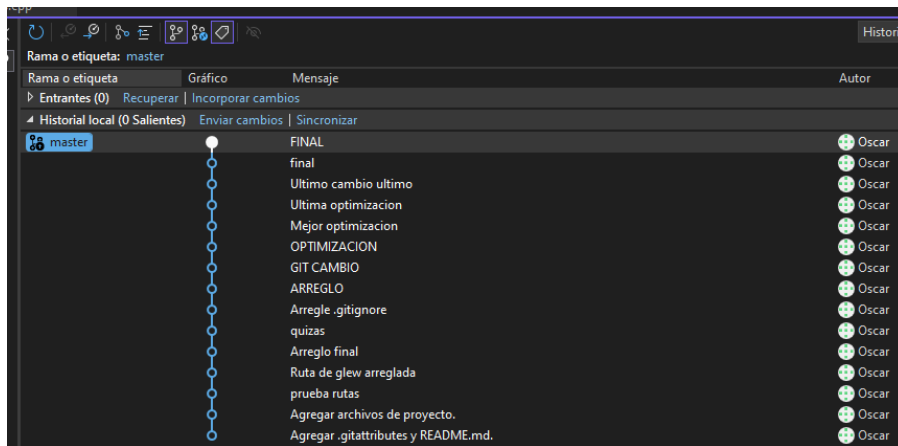 .cpp
Histori
Rama o etiqueta: master
Rama o etiqueta Gráfico Mensaje Autor
Entrantes (0) Recuperar | Incorporar cambios
Historial local (0 Salientes) Enviar cambios | Sincronizar
master FINAL Oscar
final Oscar
Ultimo cambio ultimo Oscar
Ultima optimizacion Oscar
Mejor optimizacion Oscar
OPTIMIZACION Oscar
GIT CAMBIO Oscar
ARREGLO Oscar
Arregle .gitignore Oscar
quizas Oscar
Arreglo final Oscar
Ruta de glew arreglada Oscar
prueba rutas Oscar
Agregar archivos de proyecto. Oscar
Agregar .gitattributes y README.md. Oscar